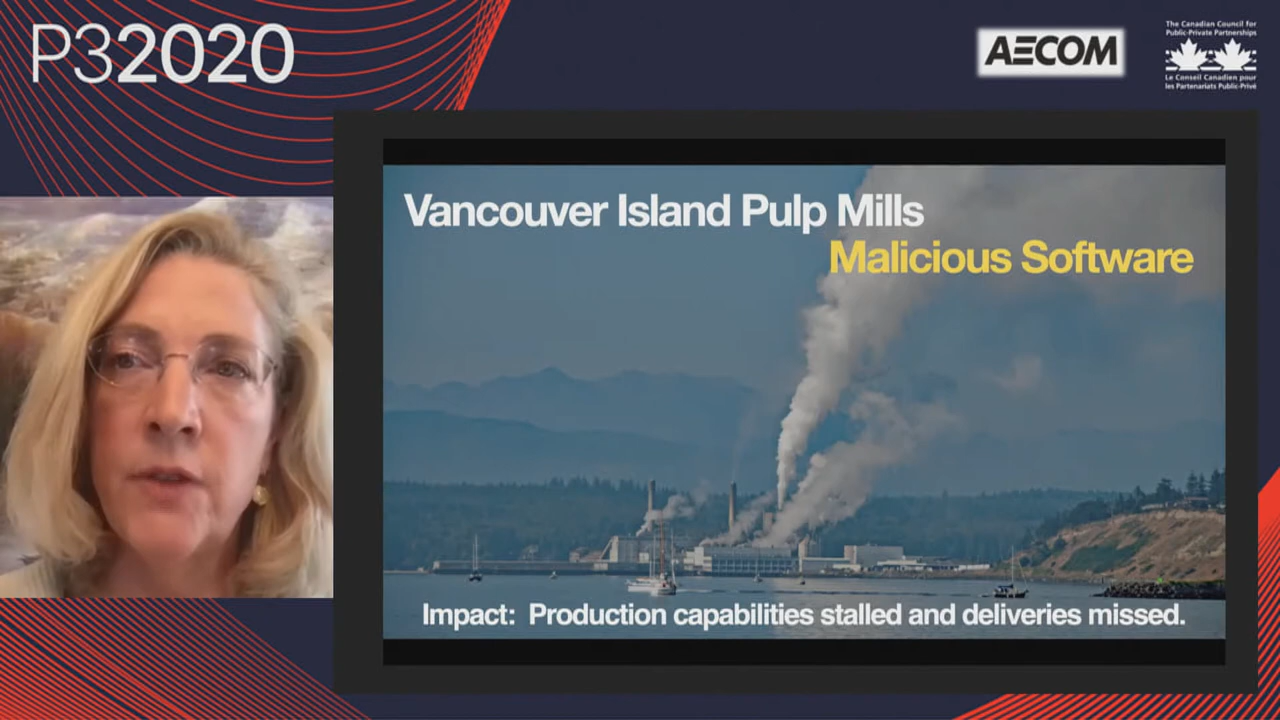 P32020
AECOM
The Canadian Council for
Public-Private Partnerships
Le Conseil Canadien pour
les Partenariats Public-Privé
Vancouver Island Pulp Mills
Malicious Software
Impact: Production capabilities stalled and deliveries missed.